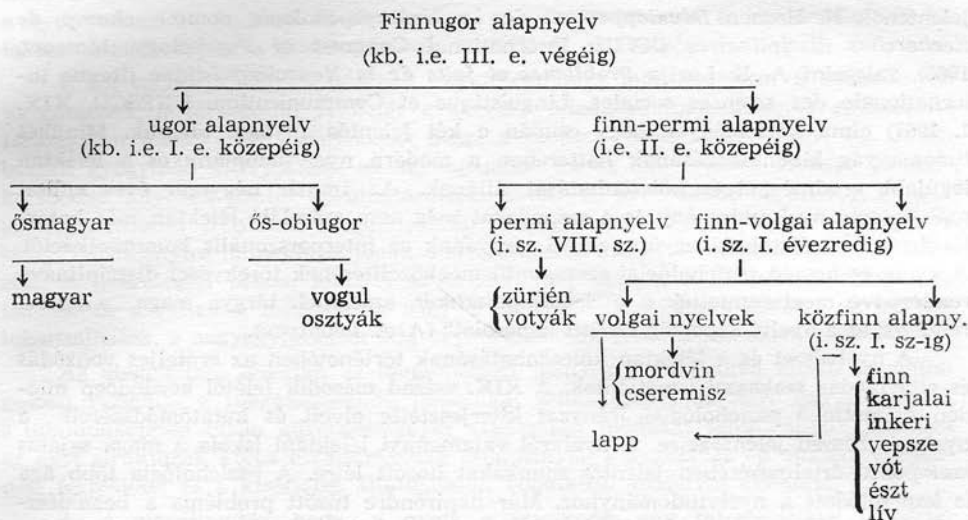 Finnugor alapnyelv
(kb. i.e. III. e. végéig)
ugor alapnyelv
(kb. i.e. I. e. közepéig)
finn-permi alapnyelv
(i.e. II e. közepéig)
ősmagyar
ős-obiugor
permi alapnyelv
(i. sz. VIII. sz.)
finn-volgai alapnyelv
(i. sz. I. évezredig)
magyar
vogul
osztyák
zürjén
votyák
volgai nyelvek
közfinn alapny.
(i. sz. I. sz-ig)
mordvin
cseremisz
lapp
finn
karjalai
inkeri
vepsze
vót
észt
lív